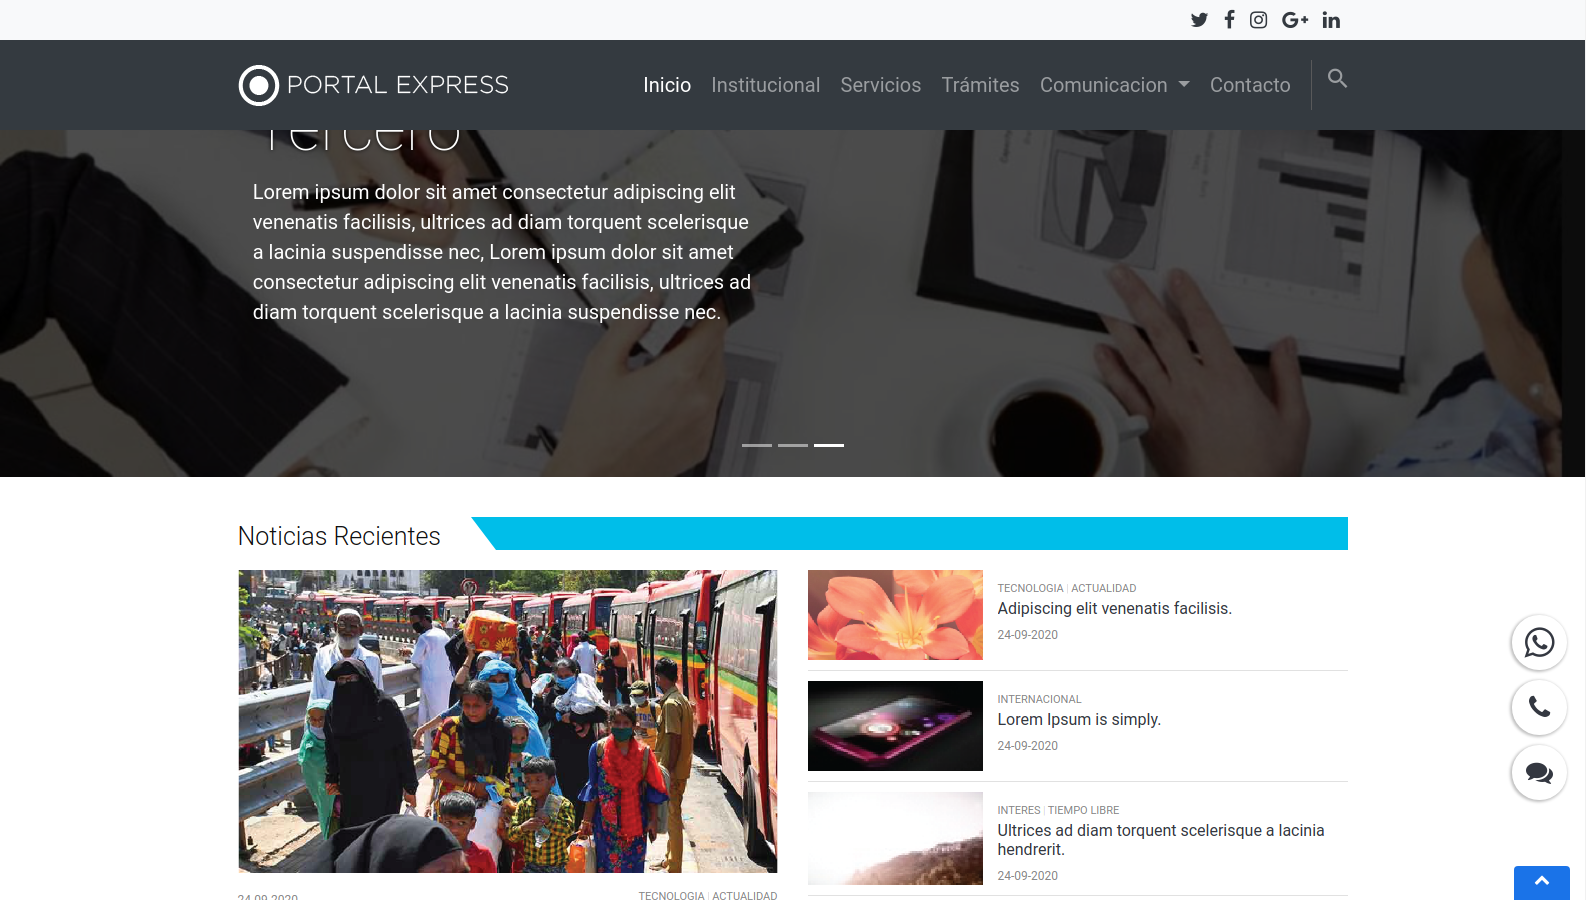 PORTAL EXPRESS
Inicio Institucional Servicios Trámites Comunicacion Contacto
Tercero
Lorem ipsum dolor sit amet consectetur adipiscing elit
venenatis facilisis, ultrices ad diam torquent scelerisque
a lacinia suspendisse nec, Lorem ipsum dolor sit amet
consectetur adipiscing elit venenatis facilisis, ultrices ad
diam torquent scelerisque a lacinia suspendisse nec.
Noticias Recientes
24-09-2020
TECNOLOGIA | ACTUALIDAD
TECNOLOGIA | ACTUALIDAD
Adipiscing elit venenatis facilisis.
24-09-2020
INTERNACIONAL
Lorem Ipsum is simply.
24-09-2020
INTERES | TIEMPO LIBRE
Ultrices ad diam torquent scelerisque a lacinia
hendrerit.
24-09-2020